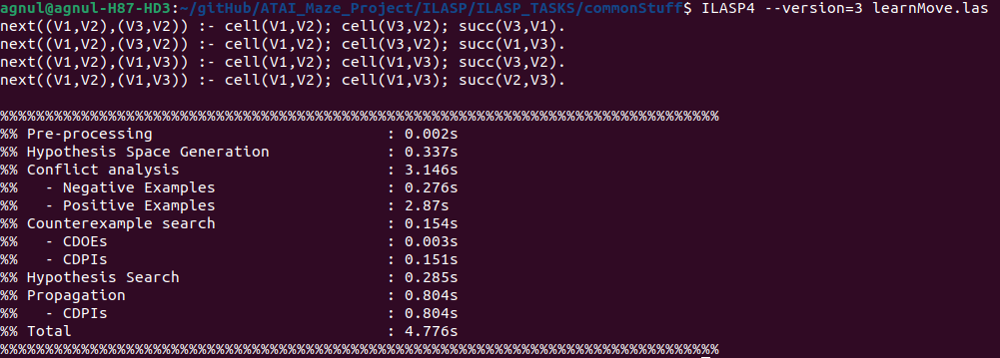 agnul@agnul-H87-HD3:~/gitHub/ATAI_Maze_Project/ILASP/ILASP_TASKS/commonStuff$ ILASP4 --version=3 learnMove.las
next((V1,V2),(V3,V2)) :- cell(V1,V2); cell(V3,V2); succ(V3,V1).
next((V1,V2),(V3,V2)) :- cell(V1,V2); cell(V3,V2); succ(V1,V3).
next((V1,V2),(V1,V3)) :- cell(V1,V2); cell(V1,V3); succ(V3,V2).
next((V1,V2),(V1,V3)) :- cell(V1,V2); cell(V1,V3); succ(V2,V3).

%%%%%%%%%%%%%%%%%%%%%%%%%%%%%%%%%%%%%%%%%%%%%%%%%%%%%%%%%%%%%%%%%%%%%%%%%%%%%%%%
%% Pre-processing                          : 0.002s
%% Hypothesis Space Generation             : 0.337s
%% Conflict analysis                       : 3.146s
%%   - Negative Examples                   : 0.276s
%%   - Positive Examples                   : 2.87s
%% Counterexample search                   : 0.154s
%%   - CDOEs                               : 0.003s
%%   - CDPIs                               : 0.151s
%% Hypothesis Search                       : 0.285s
%% Propagation                             : 0.804s
%%   - CDPIs                               : 0.804s
%% Total                                   : 4.776s
%%%%%%%%%%%%%%%%%%%%%%%%%%%%%%%%%%%%%%%%%%%%%%%%%%%%%%%%%%%%%%%%%%%%%%%%%%%%%%%%